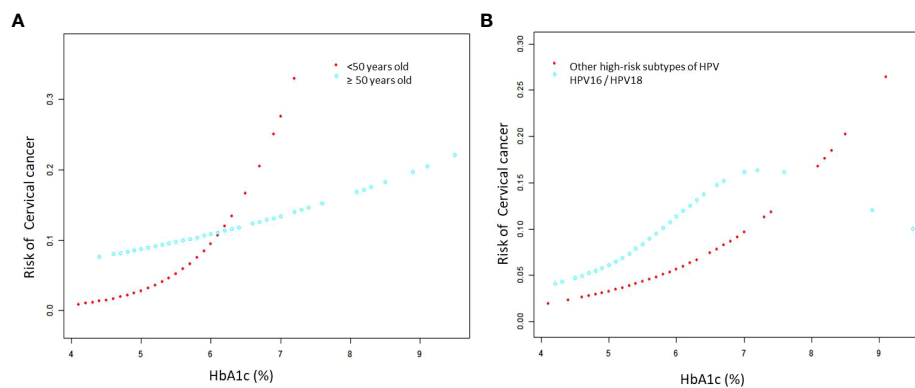 A
<50 years old
≥ 50 years old
Risk of Cervical cancer
0.3
0.2
0.1
0.0
4
5
6
7
8
9
HbA1c (%)
B
Other high-risk subtypes of HPV
HPV16 / HPV18
Risk of Cervical cancer
0.30
0.25
0.20
0.15
0.10
0.05
0.00
4
5
6
7
8
9
HbA1c (%)